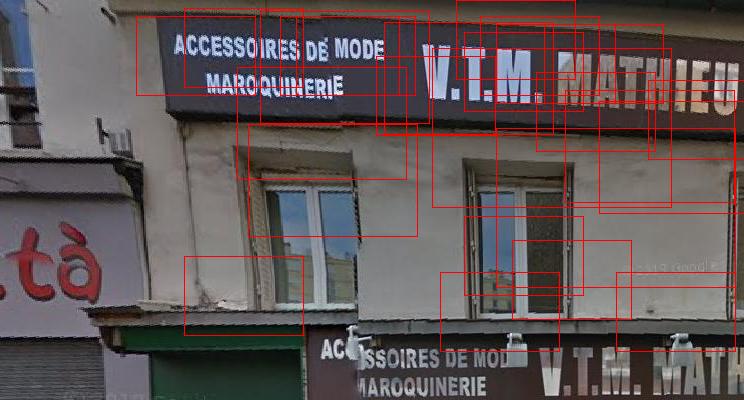 ACCESSOIRES DE MODE
MAROQUINERIE
V.T.M. MATHIEU
.tà
ACCESSOIRES DE MOD
MAROQUINERIE
V.T.M. MATH